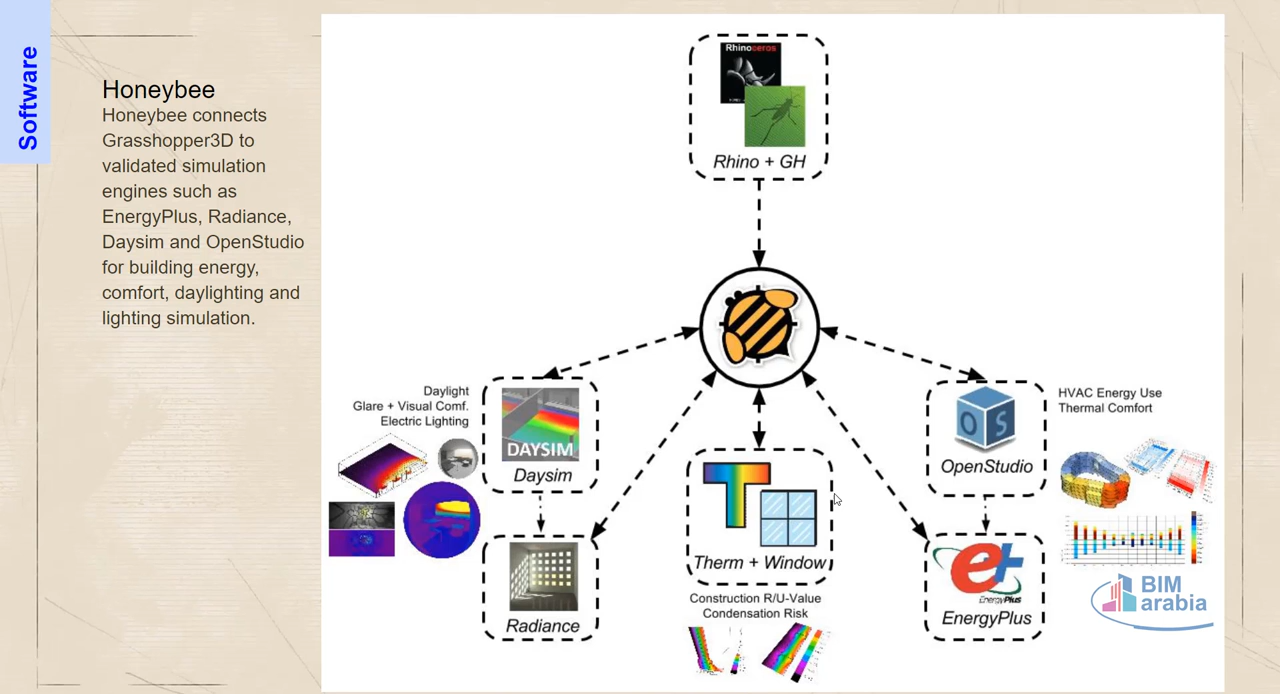 Software
Honeybee
Honeybee connects
Grasshopper3D to
validated simulation
engines such as
EnergyPlus, Radiance,
Daysim and OpenStudio
for building energy,
comfort, daylighting and
lighting simulation.
Rhinoceros
Rhino + GH
Daylight
Glare + Visual Comf.
Electric Lighting
DAYSIM
Daysim
Radiance
T
Therm + Window
Construction R/U-Value
Condensation Risk
OS
OpenStudio
HVAC Energy Use
Thermal Comfort
e+
EnergyPlus
EnergyPlus
BIM
arabia